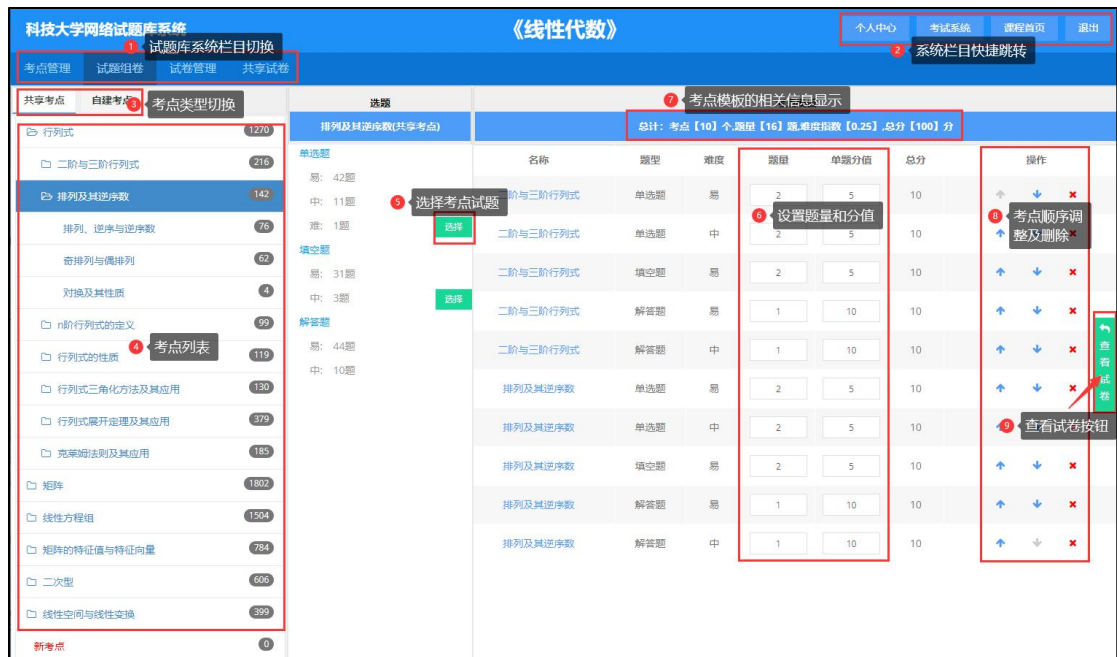 科技大学网络试题库系统
《线性代数》
个人中心 考试系统 课程首页 退出
1 试题库系统栏目切换
2 系统栏目快捷跳转
考点管理 试题组卷 试卷管理 共享试卷
共享考点 自建考点
3 考点类型切换
选题
7 考点模板的相关信息显示
行列式 1270
排列及其逆序数(共享考点)
总计：考点【10】个,题量【16】题,难度指数【0.25】,总分【100】分
二阶与三阶行列式 216
排列及其逆序数 142
排列、逆序与逆序数 76
奇排列与偶排列 62
对换及其性质 4
n阶行列式的定义 99
4 考点列表
行列式的性质 119
行列式三角化方法及其应用 130
行列式展开定理及其应用 379
克莱姆法则及其应用 185
矩阵 1802
线性方程组 1504
矩阵的特征值与特征向量 784
二次型 606
线性空间与线性变换 399
新考点 0
单选题
易: 42题
中: 11题
难: 1题 选择
5 选择考点试题
填空题
易: 31题
中: 3题 选择
解答题
易: 44题
中: 10题
名称 题型 难度 题量 单题分值 总分 操作
二阶与三阶行列式 单选题 易 2 5 10
6 设置题量和分值
8 考点顺序调
整及删除
二阶与三阶行列式 单选题 中 2 5 10
二阶与三阶行列式 填空题 易 2 5 10
二阶与三阶行列式 解答题 易 1 10 10
二阶与三阶行列式 解答题 中 1 10 10
排列及其逆序数 单选题 易 2 5 10
排列及其逆序数 单选题 中 2 5 10
排列及其逆序数 填空题 易 2 5 10
排列及其逆序数 解答题 易 1 10 10
排列及其逆序数 解答题 中 1 10 10
查看试卷
9 查看试卷按钮